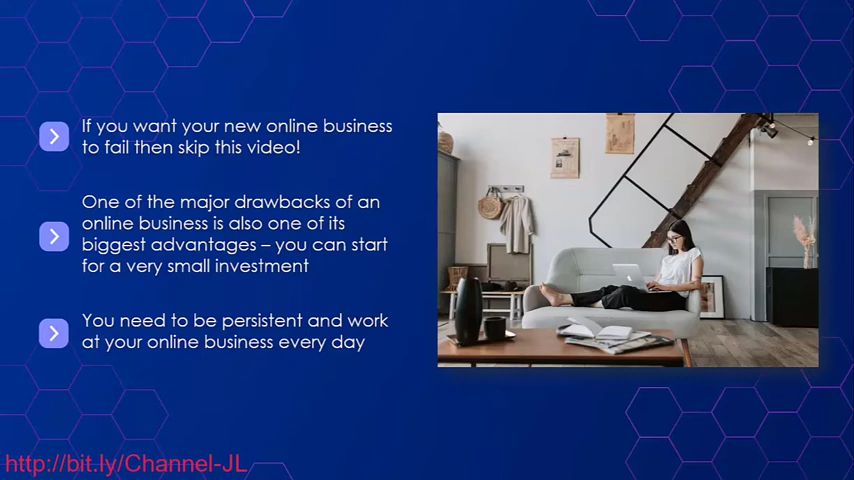 If you want your new online business
to fail then skip this video!
One of the major drawbacks of an
online business is also one of its
biggest advantages – you can start
for a very small investment
You need to be persistent and work
at your online business every day
http://bit.ly/Channel-JL